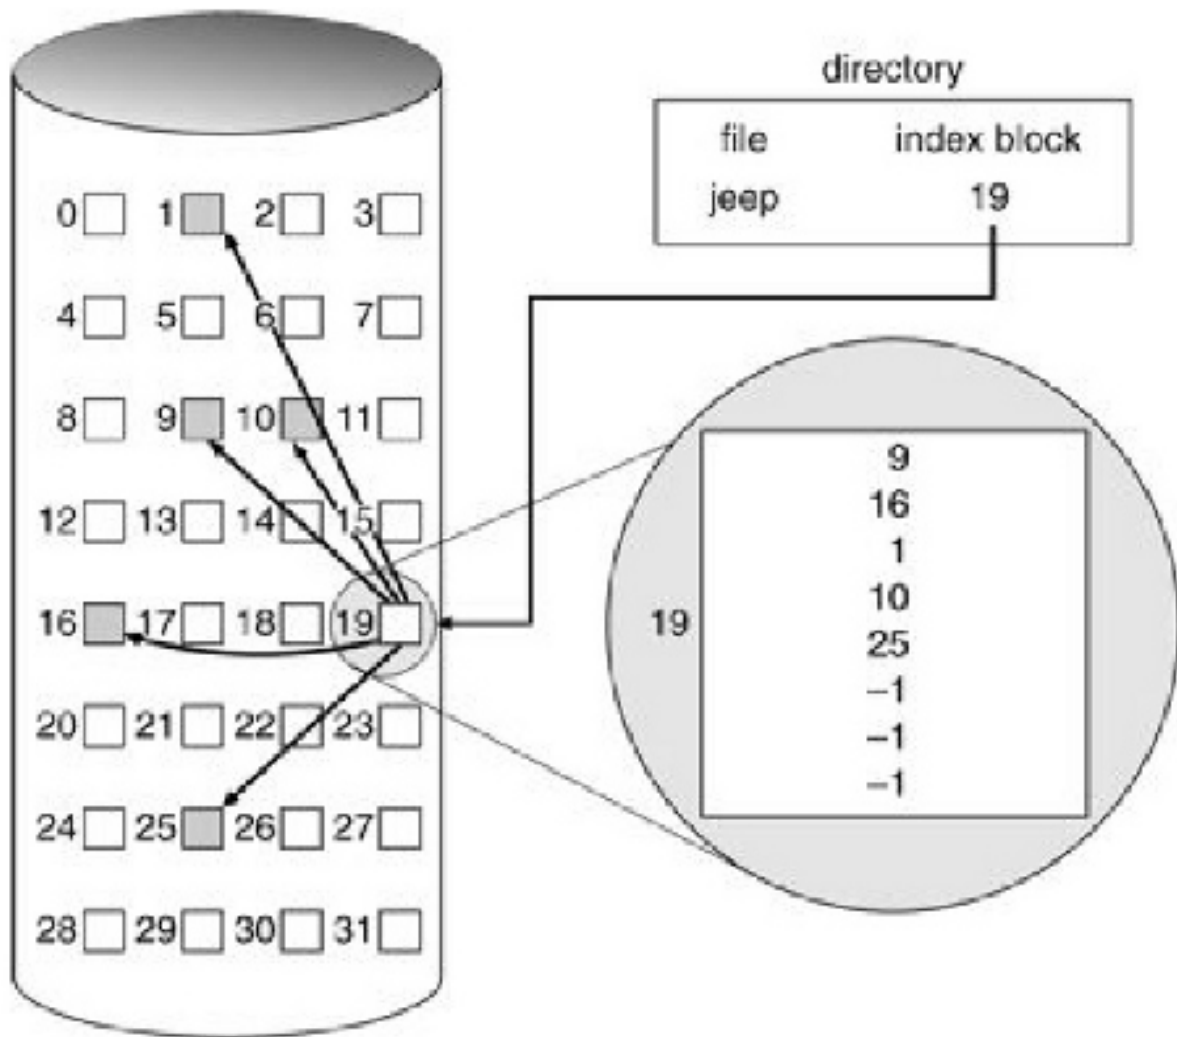 directory
file index block
jeep 19
0 1 2 3
4 5 6 7
8 9 10 11
12 13 14 15
16 17 18 19
20 21 22 23
24 25 26 27
28 29 30 31
19
9
16
1
10
25
–1
–1
–1